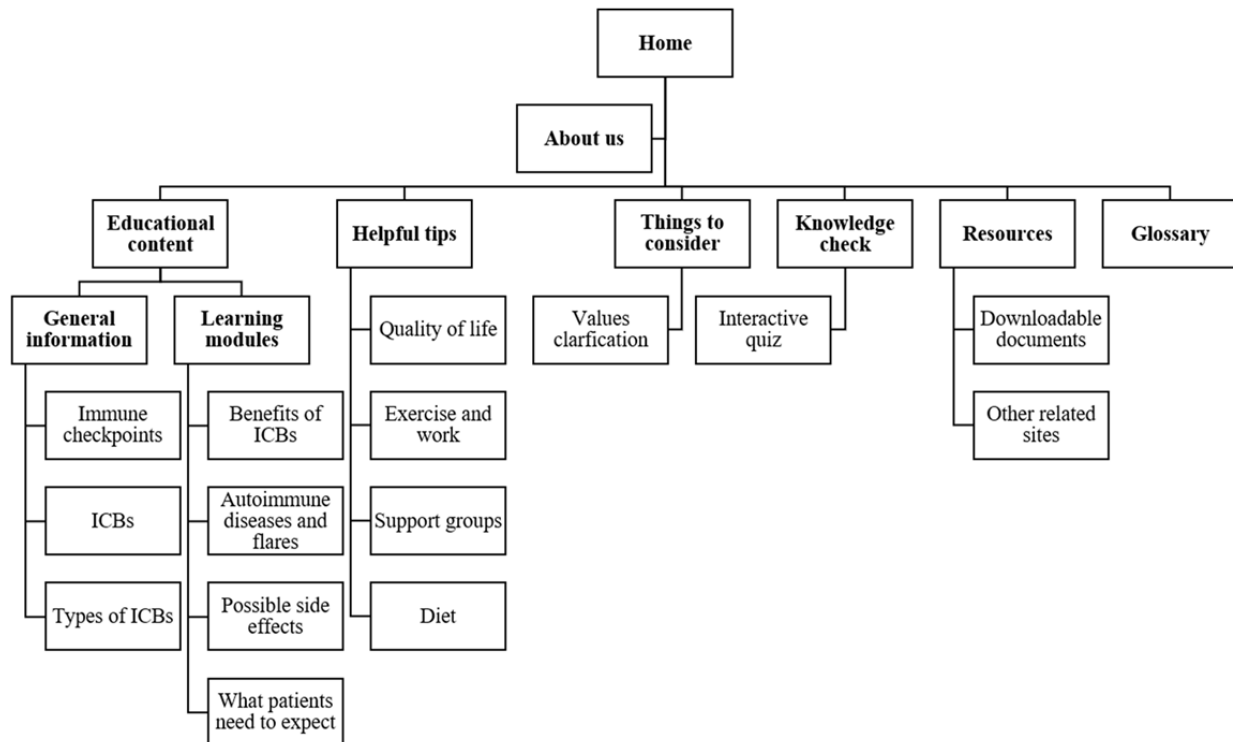 Home
About us
Educational
content
Helpful tips
Things to
consider
Knowledge
check
Resources
Glossary
General
information
Learning
modules
Quality of life
Values
clarfication
Interactive
quiz
Downloadable
documents
Immune
checkpoints
Benefits of
ICBs
Exercise and
work
Other related
sites
ICBs
Autoimmune
diseases and
flares
Support groups
Types of ICBs
Possible side
effects
Diet
What patients
need to expect